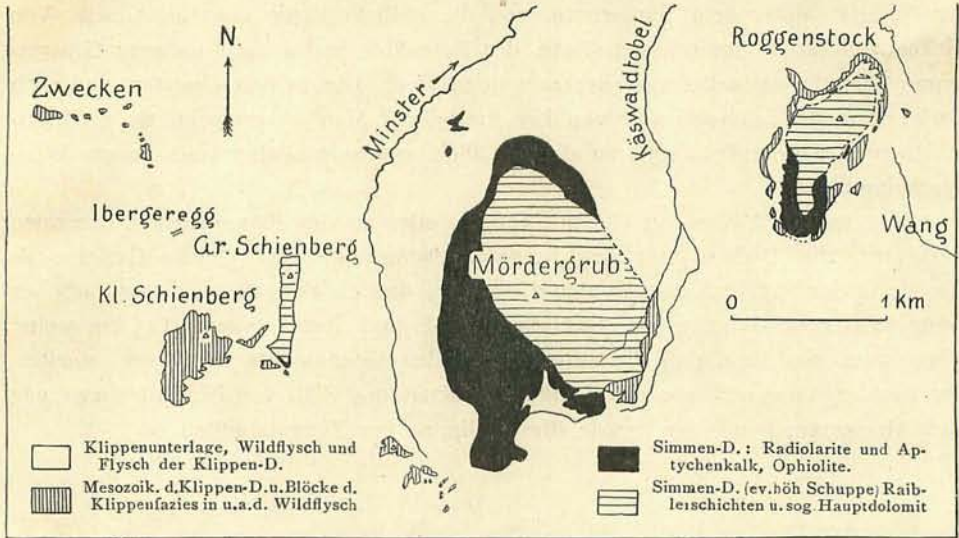 N
Roggenstock
Zwecken
Minster
Käswaldtobel
Ibergeregg
Gr. Schienberg
Kl. Schienberg
Mördergrub
Wang
0 1 km
Klippenunterlage, Wildflysch und
Flysch der Klippen-D.
Mesozoik. d. Klippen-D. u. Blöcke d.
Klippenfazies in u. a. d. Wildflysch
Simmen-D.: Radiolarite und Ap-
tychenkalk, Ophiolite.
Simmen-D. (ev. höh Schuppe) Raib-
lerschichten u. sog. Hauptdolomit